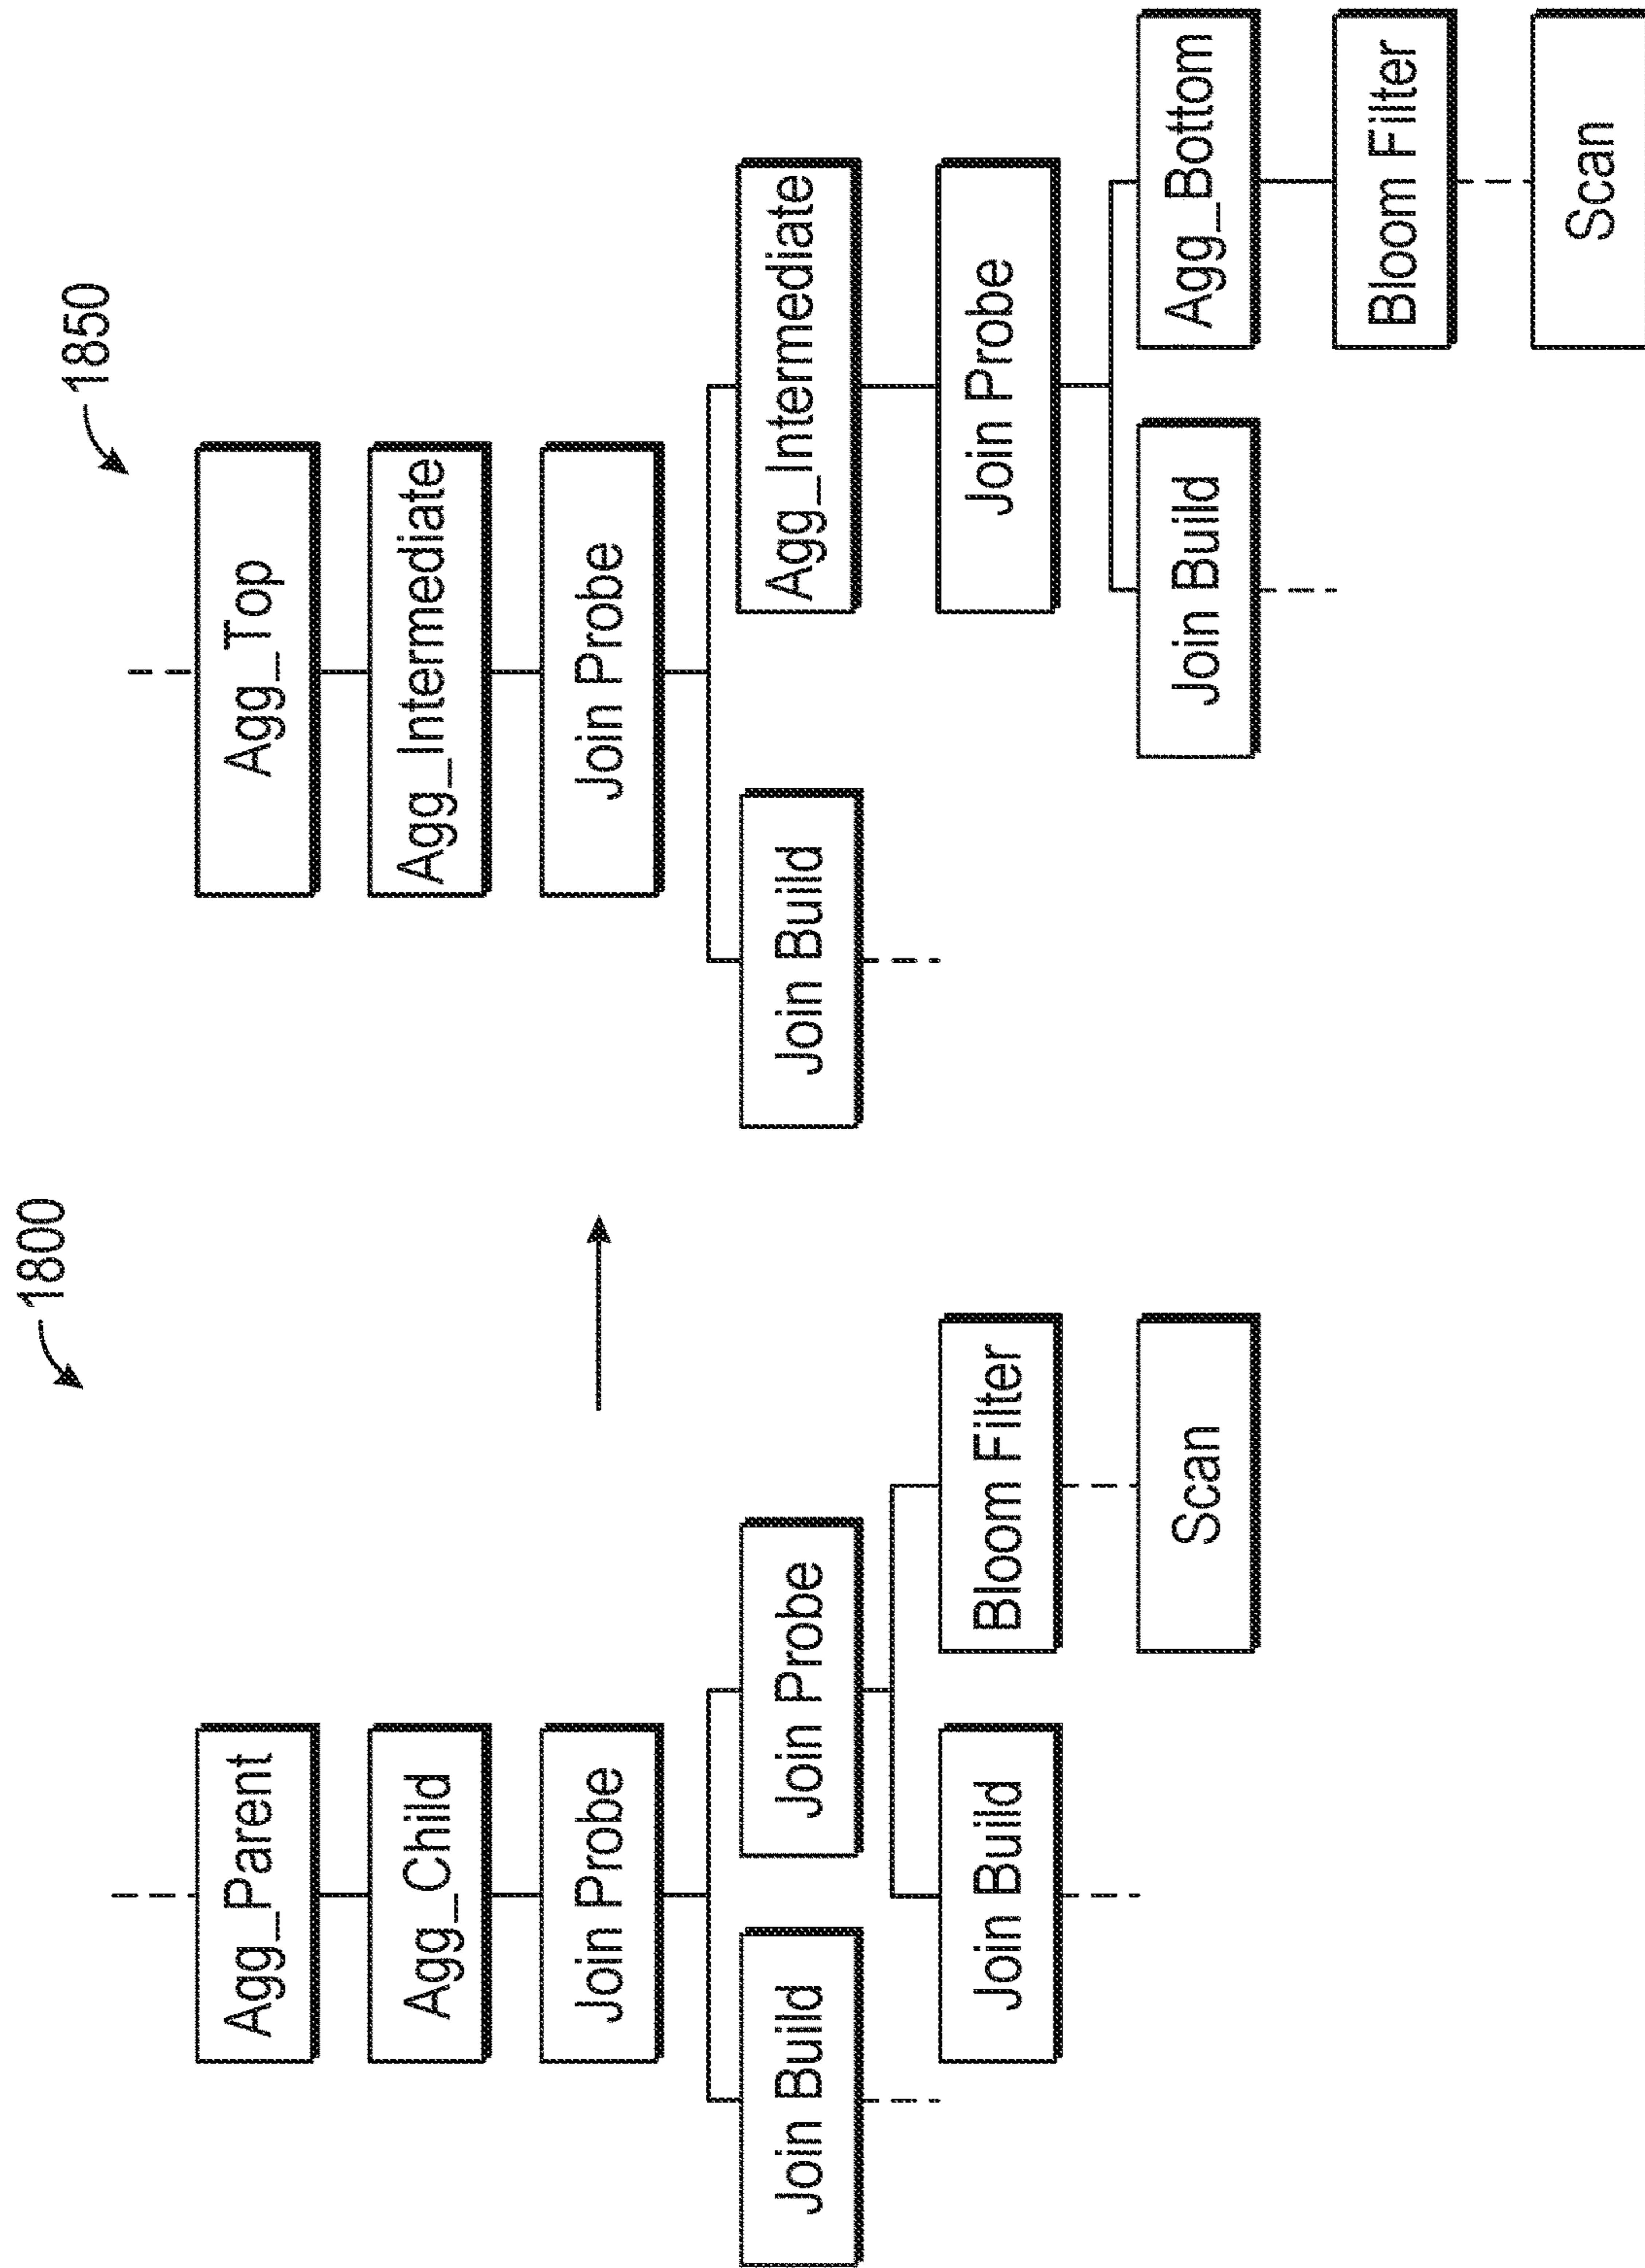 1800
Agg_Parent
Agg_Child
Join Probe
Join Build
Join Probe
Join Build
Bloom Filter
Scan
1850
Agg_Top
Agg_Intermediate
Join Probe
Join Build
Agg_Intermediate
Join Probe
Join Build
Agg_Bottom
Bloom Filter
Scan